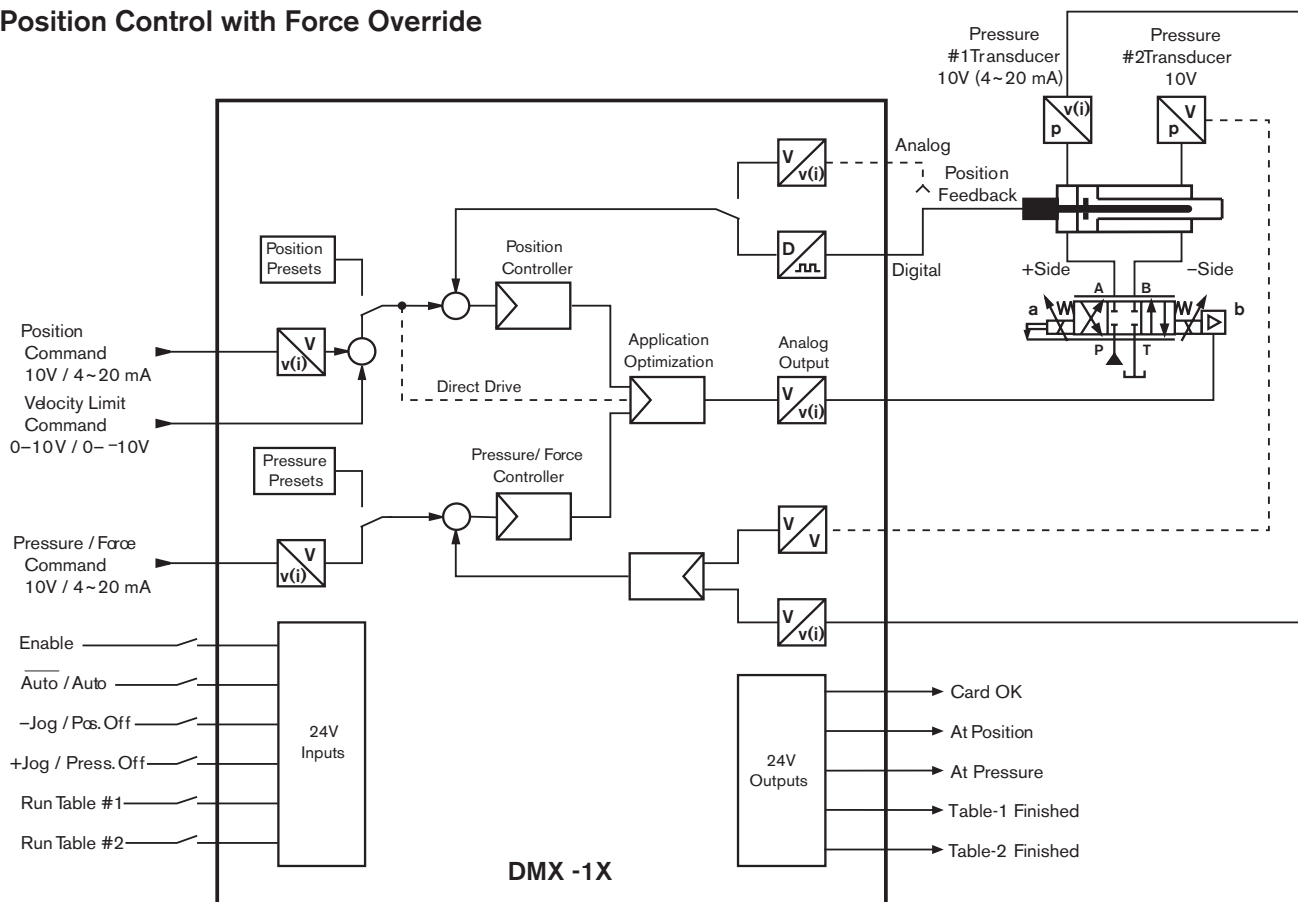 Position Control with Force Override
Pressure
#1Transducer
10V (4~20 mA)
Pressure
#2Transducer
10V
v(i)
p
V
p
V
v(i)
Analog
Position
Feedback
D
Digital
+Side
–Side
A
B
a
b
P
T
Position
Presets
Position
Controller
Position
Command
10V / 4~20 mA
V
v(i)
Velocity Limit
Command
0–10V / 0– –10V
Direct Drive
Application
Optimization
Analog
Output
V
v(i)
Pressure
Presets
Pressure/ Force
Controller
Pressure / Force
Command
10V / 4~20 mA
V
v(i)
V
V
V
v(i)
Enable
Auto / Auto
–Jog / Pos. Off
+Jog / Press. Off
Run Table #1
Run Table #2
24V
Inputs
24V
Outputs
Card OK
At Position
At Pressure
Table-1 Finished
Table-2 Finished
DMX -1X